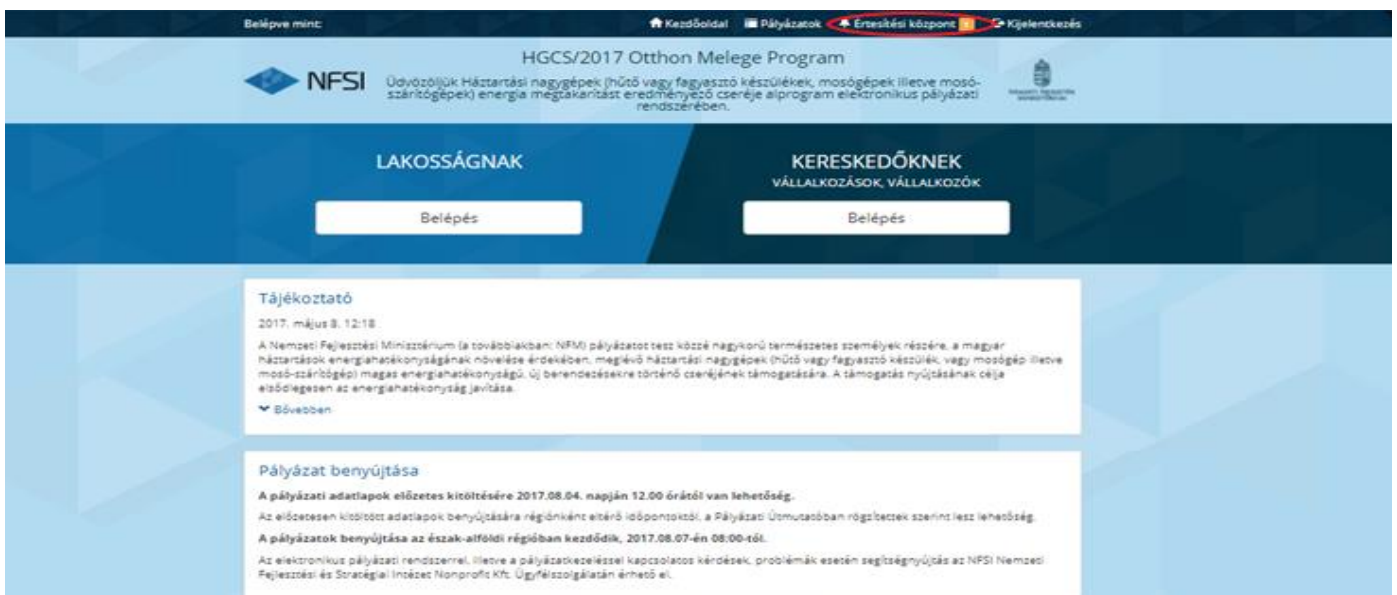 Belépve mint:
Kezdőoldal Pályázatok Értesítési központ Kijelentkezés
HGCS/2017 Otthon Melege Program
NFSI
Üdvözöljük Háztartási nagygépek (hűtő vagy fagyasztó készülékek, mosógépek illetve mosó-
szárítógépek) energia megtakarítást eredményező cseréje alprogram elektronikus pályázati
rendszerében.
LAKOSSÁGNAK
Belépés
KERESKEDŐKNEK
VÁLLALKOZÁSOK, VÁLLALKOZÓK
Belépés
Tájékoztató
2017. május 8. 12:18
A Nemzeti Fejlesztési Minisztérium (a továbbiakban: NFM) pályázatot tesz közzé nagykorú természetes személyek részére, a magyar
háztartások energiahatékonyságának növelése érdekében, meglévő háztartási nagygépek (hűtő vagy fagyasztó készülék, vagy mosógép illetve
mosó-szárítógép) magas energiahatékonyságú, új berendezésekre történő cseréjének támogatására. A támogatás nyújtásának célja
elsődlegesen az energiahatékonyság javítása.
Bővebben
Pályázat benyújtása
A pályázati adatlapok előzetes kitöltésére 2017.08.04. napján 12.00 órától van lehetőség.
Az előzetesen kitöltött adatlapok benyújtására régiónként eltérő időpontoktól, a Pályázati Útmutatóban rögzítettek szerint lesz lehetőség.
A pályázatok benyújtása az észak-alföldi régióban kezdődik, 2017.08.07-én 08:00-tól.
Az elektronikus pályázati rendszerrel, illetve a pályázatkezeléssel kapcsolatos kérdések, problémák esetén segítségnyújtás az NFSI Nemzeti
Fejlesztési és Stratégiai Intézet Nonprofit Kft. Ügyfélszolgálatán érhető el.